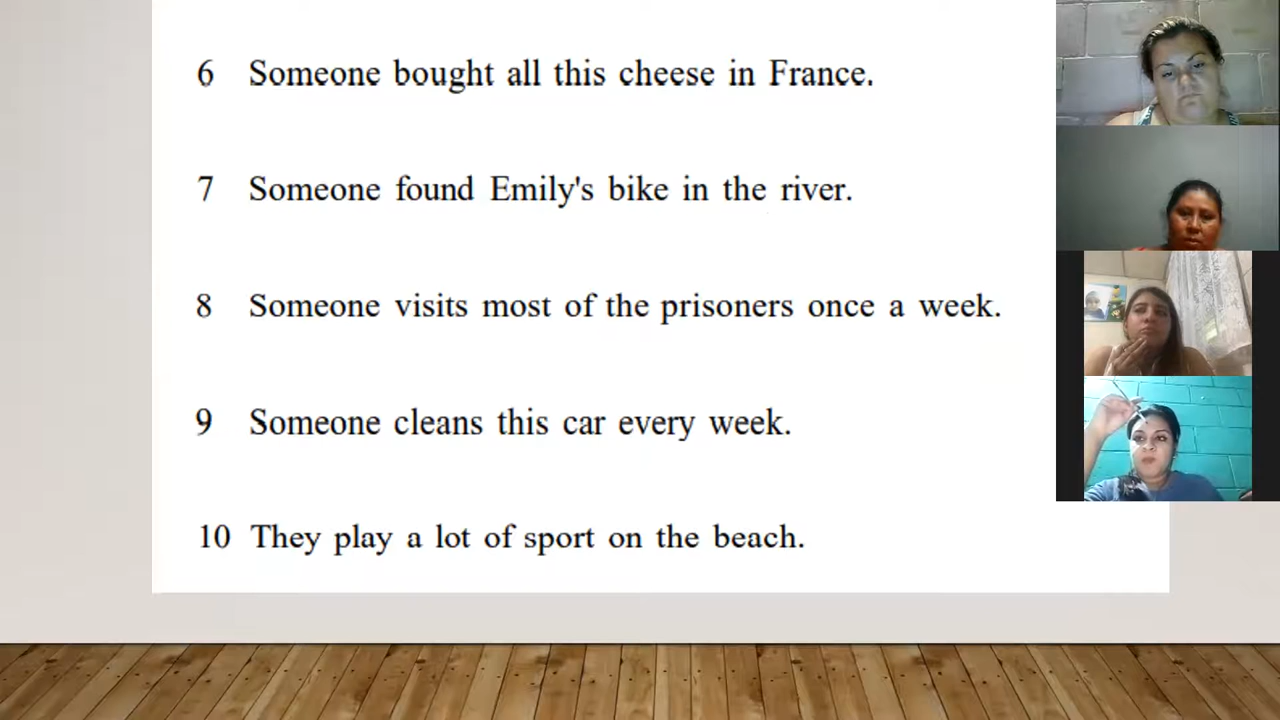 6 Someone bought all this cheese in France.
7 Someone found Emily's bike in the river.
8 Someone visits most of the prisoners once a week.
9 Someone cleans this car every week.
10 They play a lot of sport on the beach.